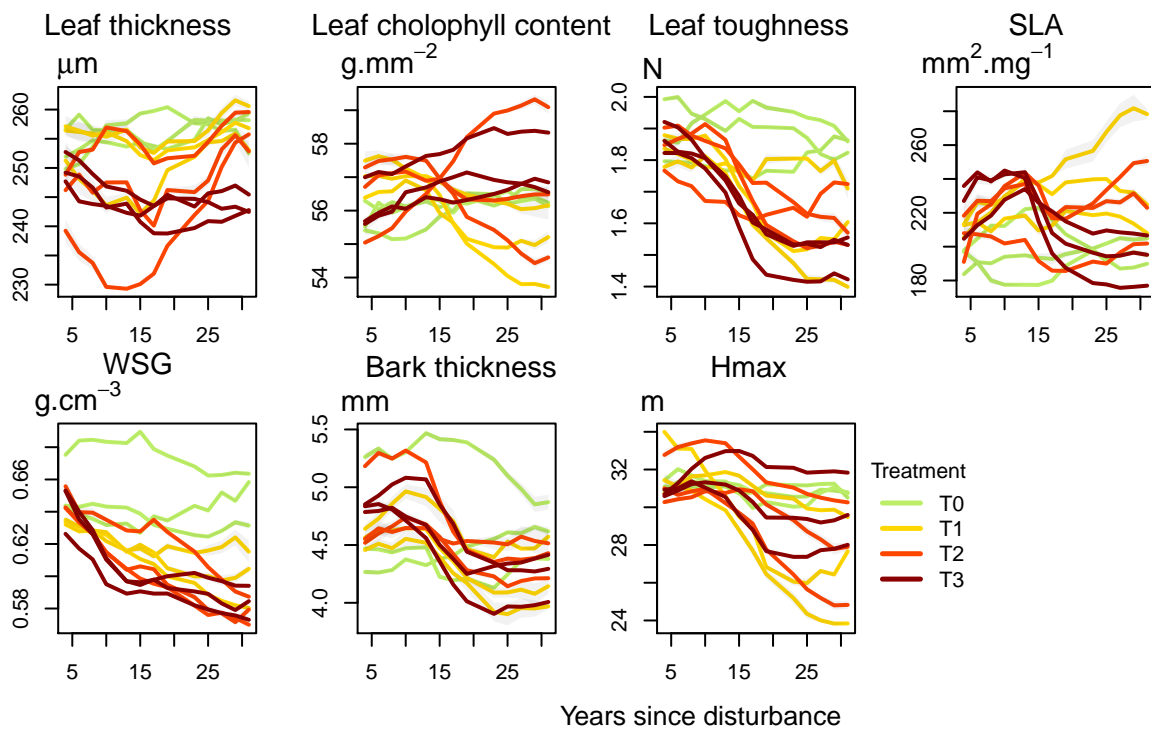 Leaf thickness
μm
230 240 250 260
5 15 25
Leaf cholophyll content
g.mm−2
54 56 58
5 15 25
Leaf toughness
N
1.4 1.6 1.8 2.0
5 15 25
SLA
mm2.mg−1
180 220 260
5 15 25
WSG
g.cm−3
0.58 0.62 0.66
5 15 25
Bark thickness
mm
4.0 4.5 5.0 5.5
5 15 25
Hmax
m
24 28 32
5 15 25
Treatment
T0
T1
T2
T3
Years since disturbance